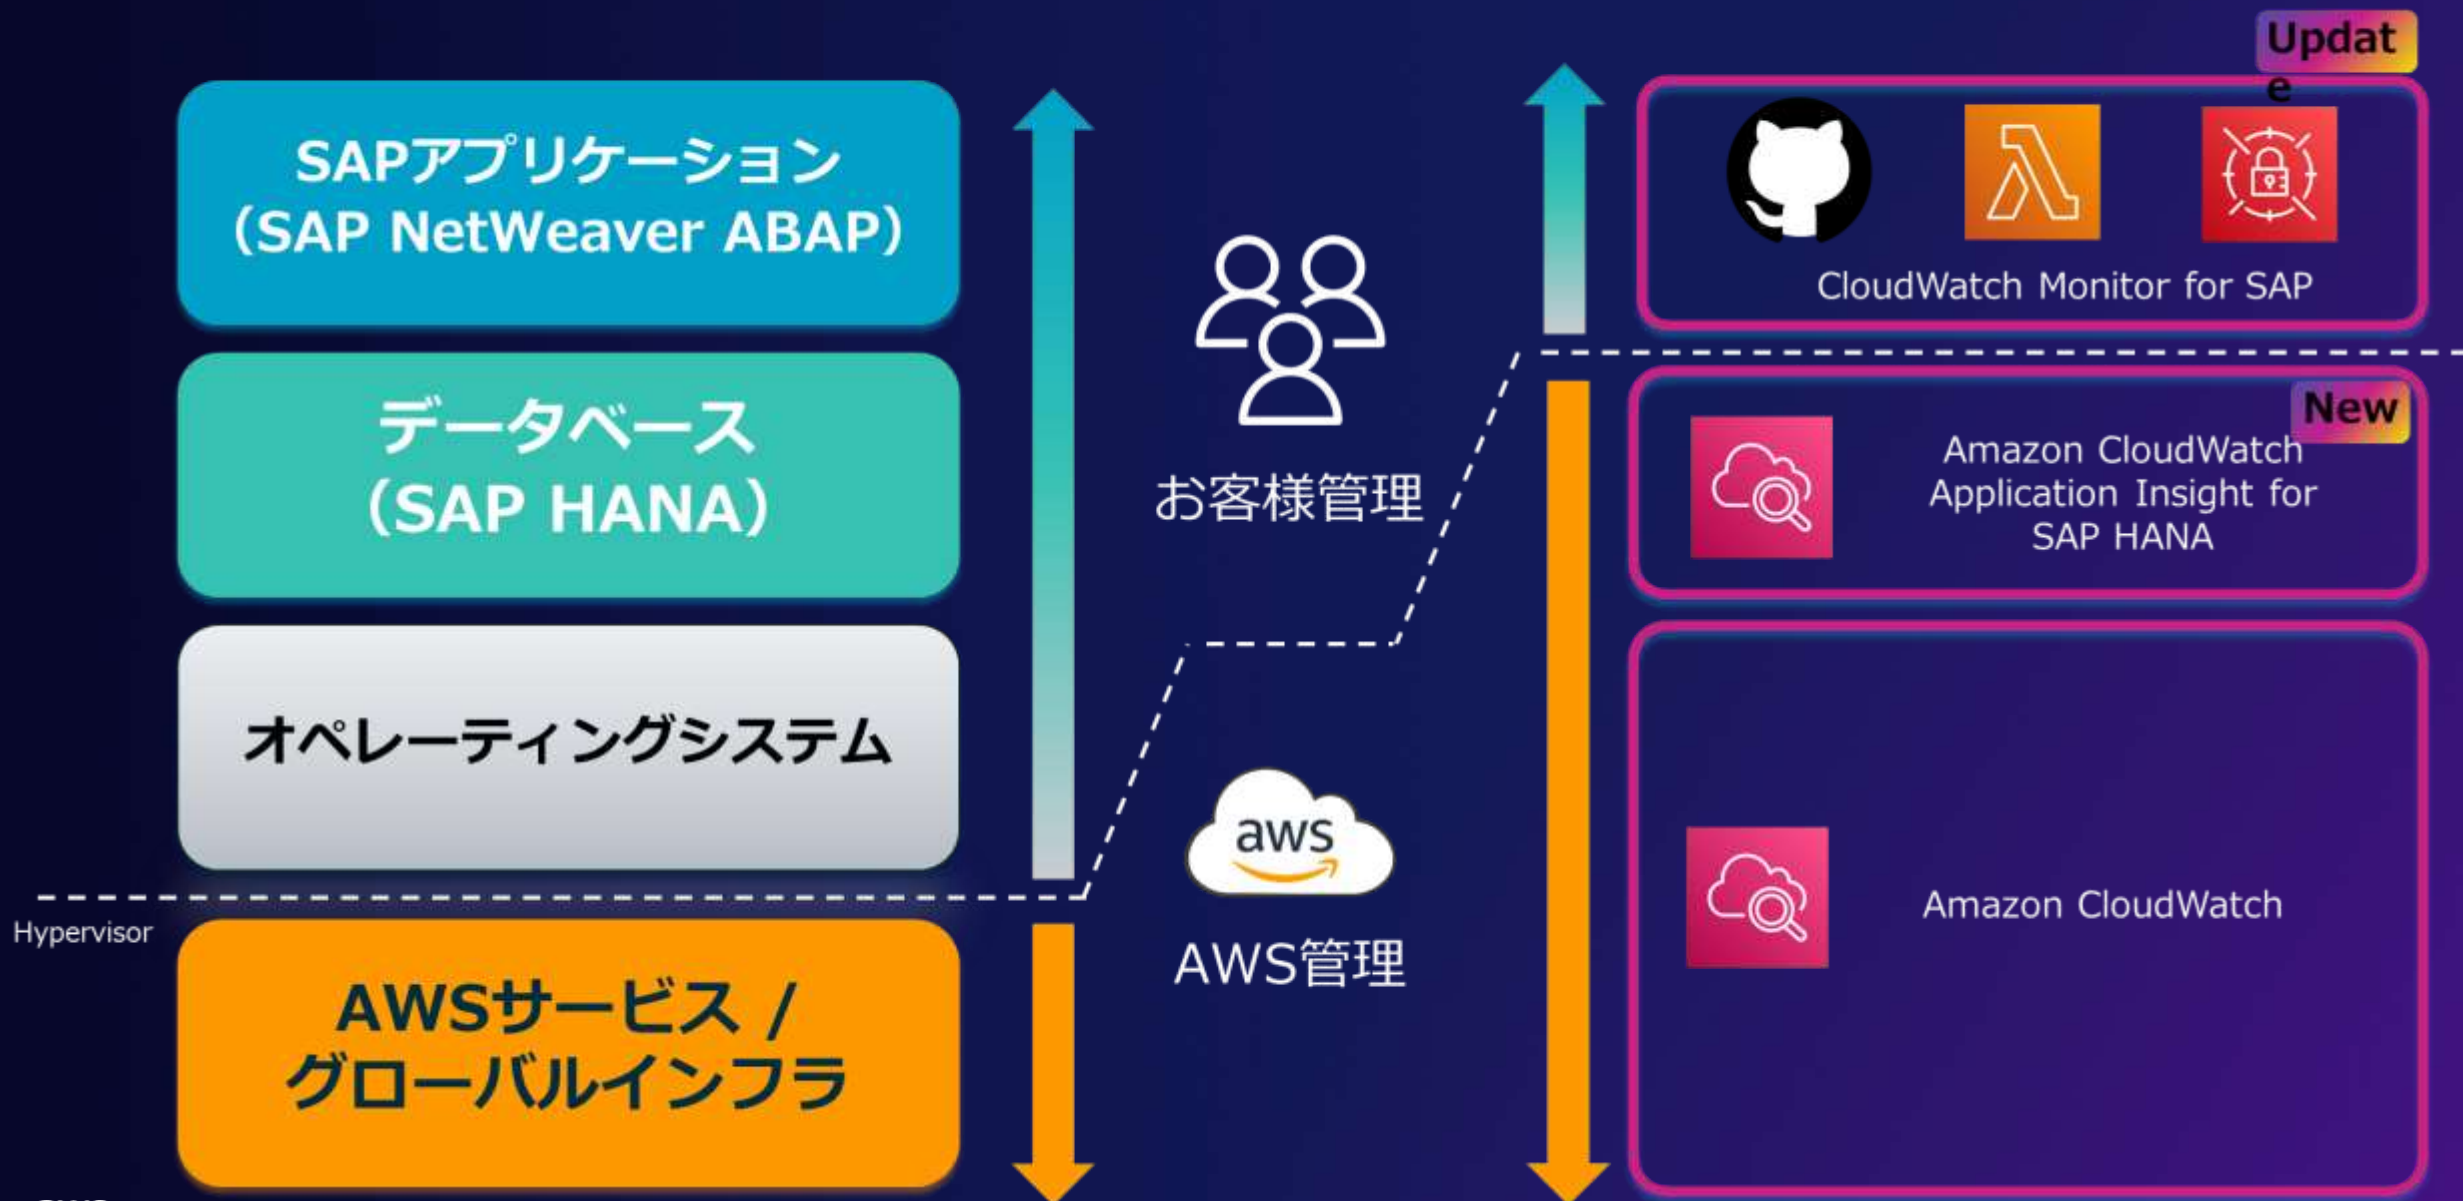 SAPアプリケーション
（SAP NetWeaver ABAP）
データベース
（SAP HANA）
オペレーティングシステム
Hypervisor
AWSサービス /
グローバルインフラ
お客様管理
aws
AWS管理
Updat
e
CloudWatch Monitor for SAP
New
Amazon CloudWatch
Application Insight for
SAP HANA
Amazon CloudWatch